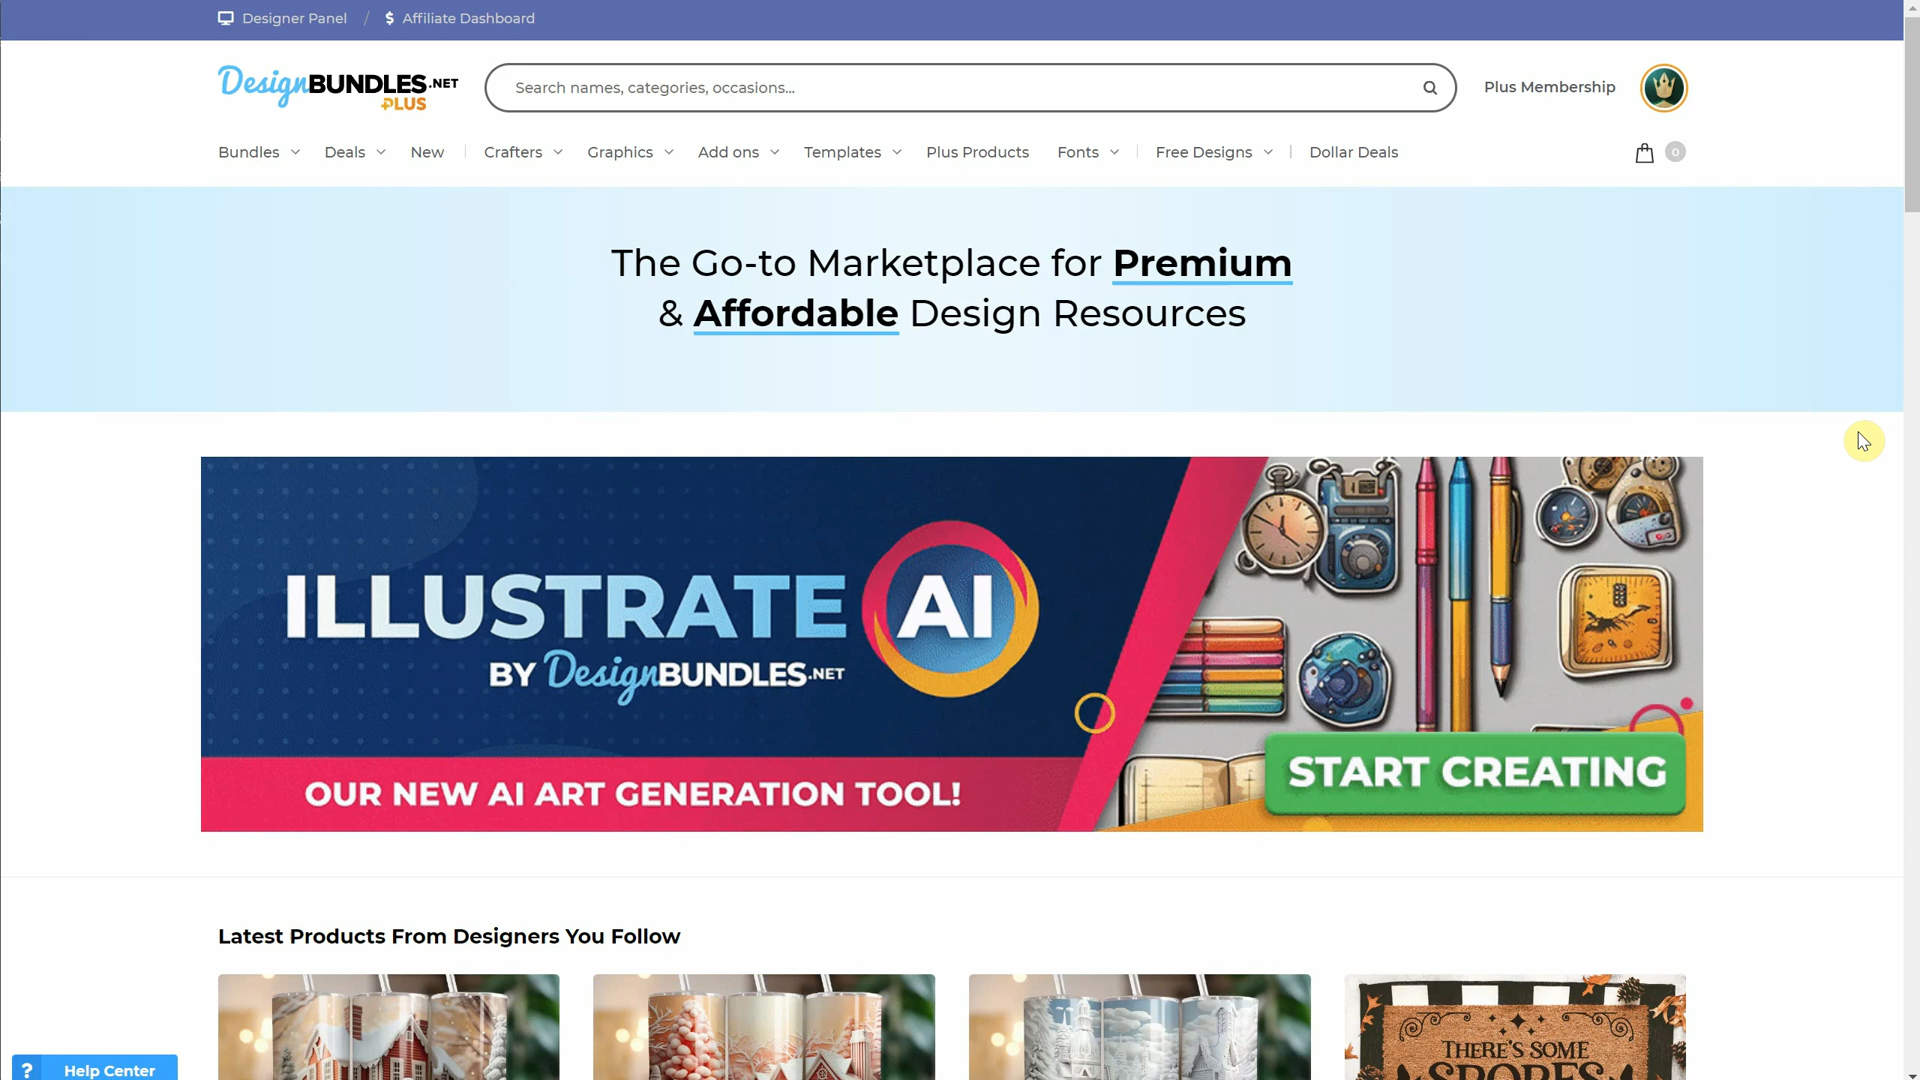 Designer Panel / $ Affiliate Dashboard
DesignBUNDLES.NET
PLUS
Search names, categories, occasions...
Plus Membership
Bundles Deals New Crafters Graphics Add ons Templates Plus Products Fonts Free Designs Dollar Deals 0
The Go-to Marketplace for Premium
& Affordable Design Resources
ILLUSTRATE AI
BY DesignBUNDLES.NET
OUR NEW AI ART GENERATION TOOL!
START CREATING
Latest Products From Designers You Follow
THERE'S SOME
SPORES
? Help Center